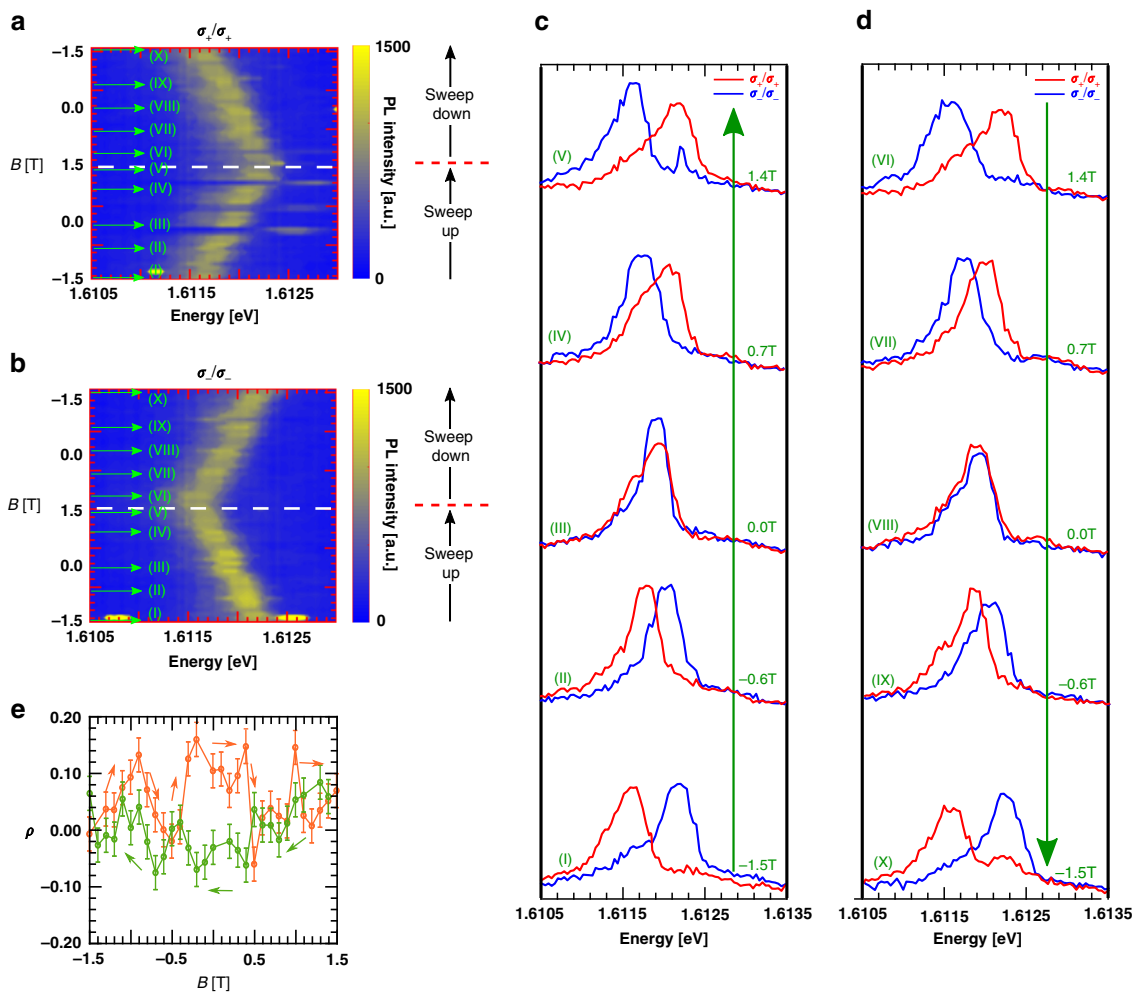 a
σ+/σ+
−1.5
0.0
B [T]
1.5
0.0
−1.5
(X)
(IX)
(VIII)
(VII)
(VI)
(V)
(IV)
(III)
(II)
(I)
1.6105
1.6115
1.6125
Energy [eV]
1500
0
PL intensity [a.u.]
Sweep
down
Sweep
up
b
σ−/σ−
−1.5
0.0
B [T]
1.5
0.0
−1.5
(X)
(IX)
(VIII)
(VII)
(VI)
(V)
(IV)
(III)
(II)
(I)
1.6105
1.6115
1.6125
Energy [eV]
1500
0
PL intensity [a.u.]
Sweep
down
Sweep
up
c
σ+/σ+
σ−/σ−
(V)
1.4T
(IV)
0.7T
(III)
0.0T
(II)
−0.6T
(I)
−1.5T
1.6105
1.6115
1.6125
1.6135
Energy [eV]
d
σ+/σ+
σ−/σ−
(VI)
1.4T
(VII)
0.7T
(VIII)
0.0T
(IX)
−0.6T
(X)
−1.5T
1.6105
1.6115
1.6125
1.6135
Energy [eV]
e
0.20
0.10
ρ
0.00
−0.10
−0.20
−1.5
−0.5
0.5
1.5
B [T]